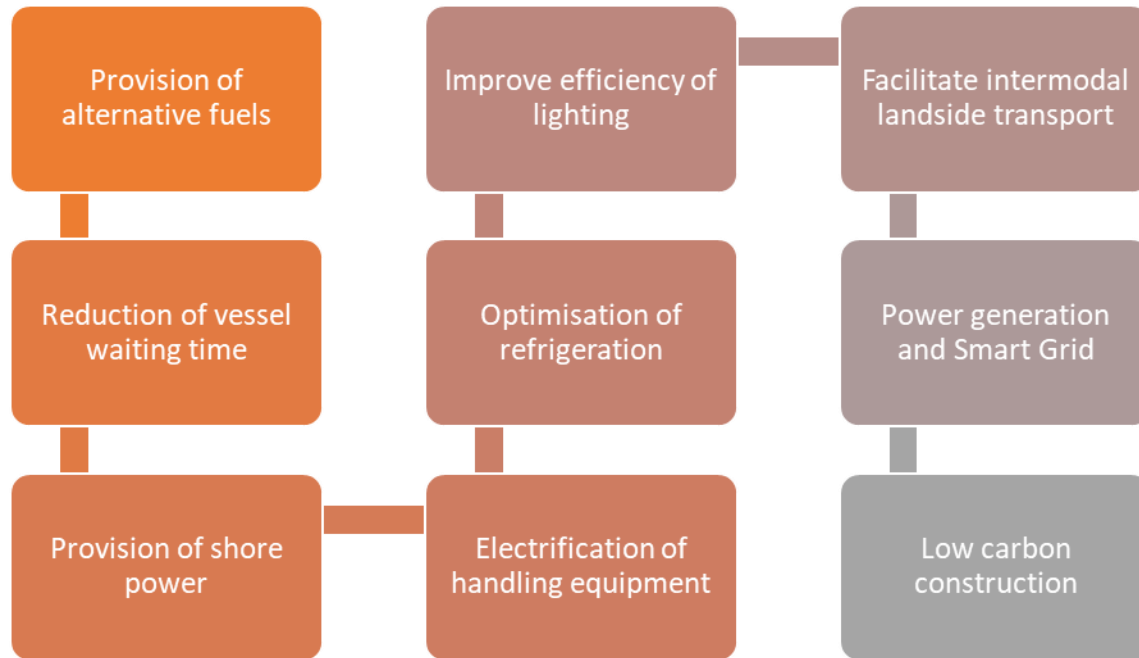 Provision of
alternative fuels
Reduction of vessel
waiting time
Provision of shore
power
Electrification of
handling equipment
Optimisation of
refrigeration
Improve efficiency of
lighting
Facilitate intermodal
landside transport
Power generation
and Smart Grid
Low carbon
construction